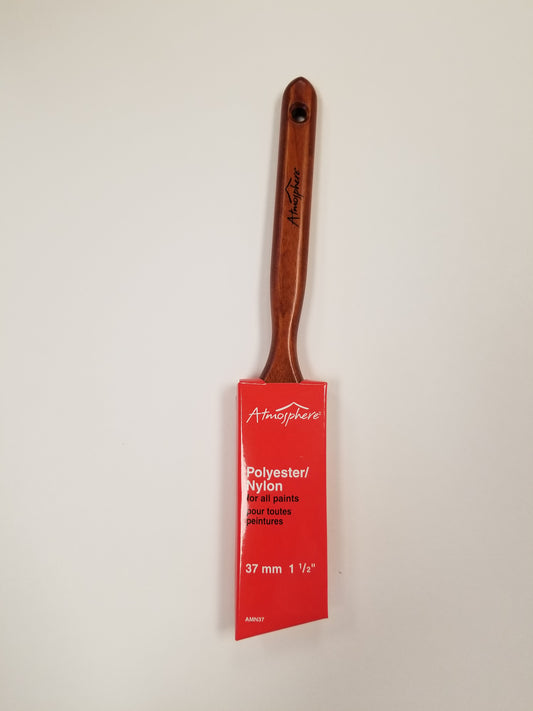 Atmosphere
Atmosphere
Polyester/
Nylon
for all paints
pour toutes
peintures
37 mm 1 1/2"
AMN37